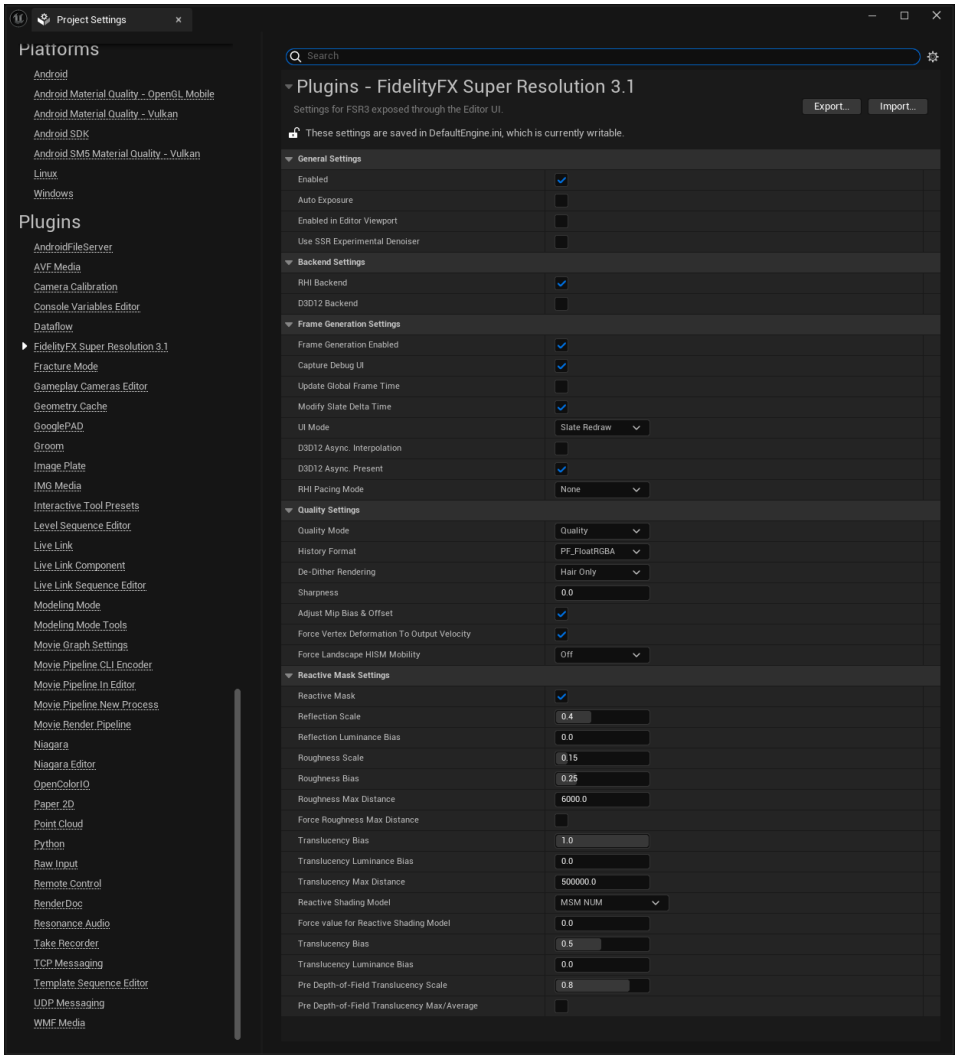 Project Settings
Platforms
Android
Android Material Quality - OpenGL Mobile
Android Material Quality - Vulkan
Android SDK
Android SM5 Material Quality - Vulkan
Linux
Windows
Plugins
AndroidFileServer
AVF Media
Camera Calibration
Console Variables Editor
Dataflow
FidelityFX Super Resolution 3.1
Fracture Mode
Gameplay Cameras Editor
Geometry Cache
GooglePAD
Groom
Image Plate
IMG Media
Interactive Tool Presets
Level Sequence Editor
Live Link
Live Link Component
Live Link Sequence Editor
Modeling Mode
Modeling Mode Tools
Movie Graph Settings
Movie Pipeline CLI Encoder
Movie Pipeline In Editor
Movie Pipeline New Process
Movie Render Pipeline
Niagara
Niagara Editor
OpenColorIO
Paper 2D
Point Cloud
Python
Raw Input
Remote Control
RenderDoc
Resonance Audio
Take Recorder
TCP Messaging
Template Sequence Editor
UDP Messaging
WMF Media
Search
Plugins - FidelityFX Super Resolution 3.1
Settings for FSR3 exposed through the Editor UI.
Export... Import...
These settings are saved in DefaultEngine.ini, which is currently writable.
General Settings
Enabled
Auto Exposure
Enabled in Editor Viewport
Use SSR Experimental Denoiser
Backend Settings
RHI Backend
D3D12 Backend
Frame Generation Settings
Frame Generation Enabled
Capture Debug UI
Update Global Frame Time
Modify Slate Delta Time
UI Mode Slate Redraw
D3D12 Async. Interpolation
D3D12 Async. Present
RHI Pacing Mode None
Quality Settings
Quality Mode Quality
History Format PF_FloatRGBA
De-Dither Rendering Hair Only
Sharpness 0.0
Adjust Mip Bias & Offset
Force Vertex Deformation To Output Velocity
Force Landscape HISM Mobility Off
Reactive Mask Settings
Reactive Mask
Reflection Scale 0.4
Reflection Luminance Bias 0.0
Roughness Scale 0.15
Roughness Bias 0.25
Roughness Max Distance 6000.0
Force Roughness Max Distance
Translucency Bias 1.0
Translucency Luminance Bias 0.0
Translucency Max Distance 500000.0
Reactive Shading Model MSM NUM
Force value for Reactive Shading Model 0.0
Translucency Bias 0.5
Translucency Luminance Bias 0.0
Pre Depth-of-Field Translucency Scale 0.8
Pre Depth-of-Field Translucency Max/Average